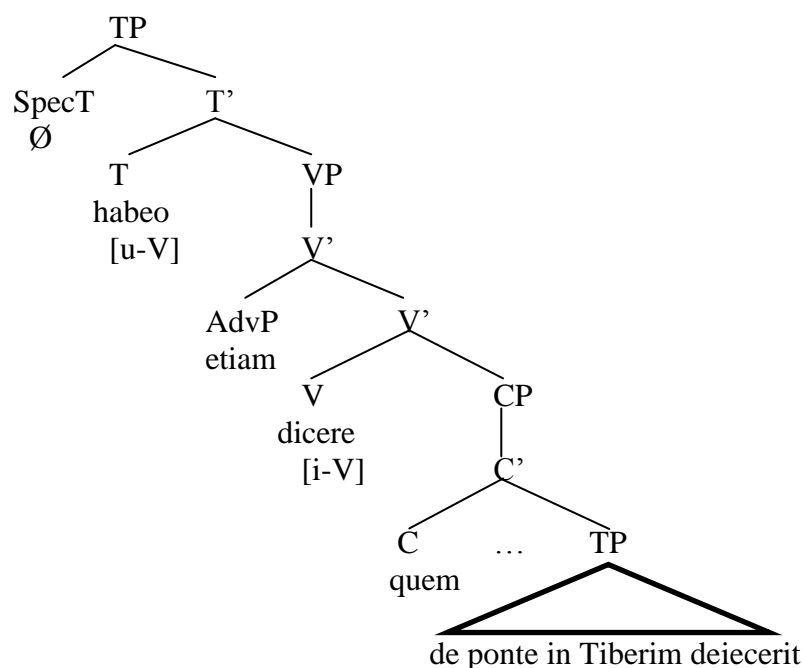 TP
SpecT T’
Ø
T VP
habeo
[u-V] V’
AdvP V’
etiam
V CP
dicere
[i-V] C’
C … TP
quem
de ponte in Tiberim deiecerit